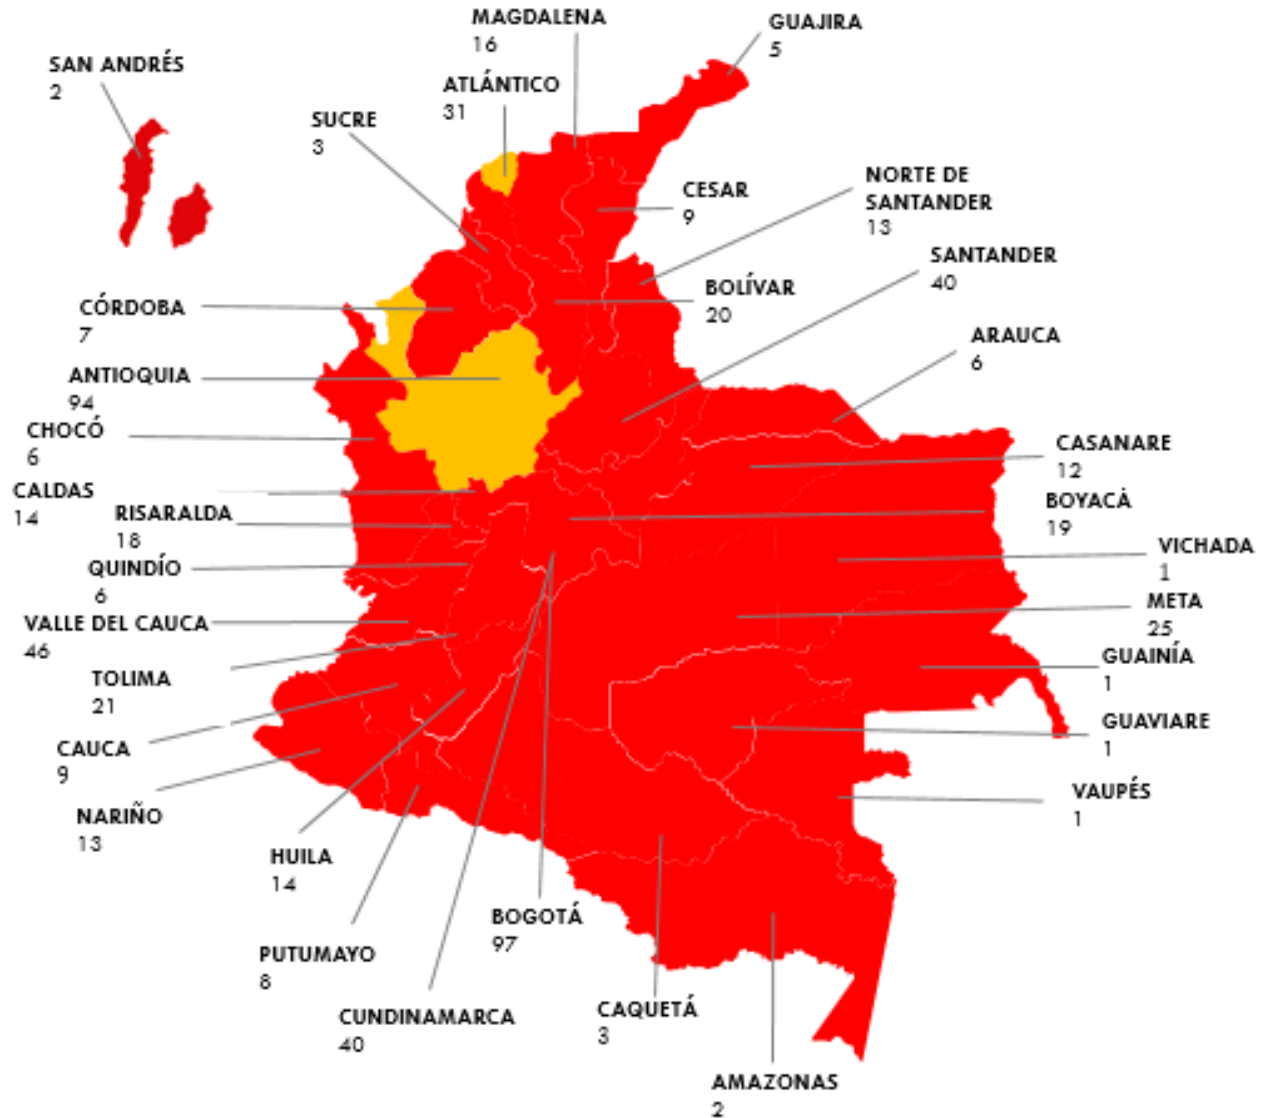 MAGDALENA
16
GUAJIRA
5
SAN ANDRÉS
2
ATLÁNTICO
31
SUCRE
3
CESAR
9
NORTE DE
SANTANDER
13
SANTANDER
40
BOLÍVAR
20
CÓRDOBA
7
ARAUCA
6
ANTIOQUIA
94
CHOCÓ
6
CASANARE
12
CALDAS
14
BOYACÁ
19
RISARALDA
18
VICHADA
1
QUINDÍO
6
META
25
VALLE DEL CAUCA
46
GUAINÍA
1
TOLIMA
21
GUAVIARE
1
CAUCA
9
VAUPÉS
1
NARIÑO
13
HUILA
14
BOGOTÁ
97
PUTUMAYO
8
CAQUETÁ
3
CUNDINAMARCA
40
AMAZONAS
2